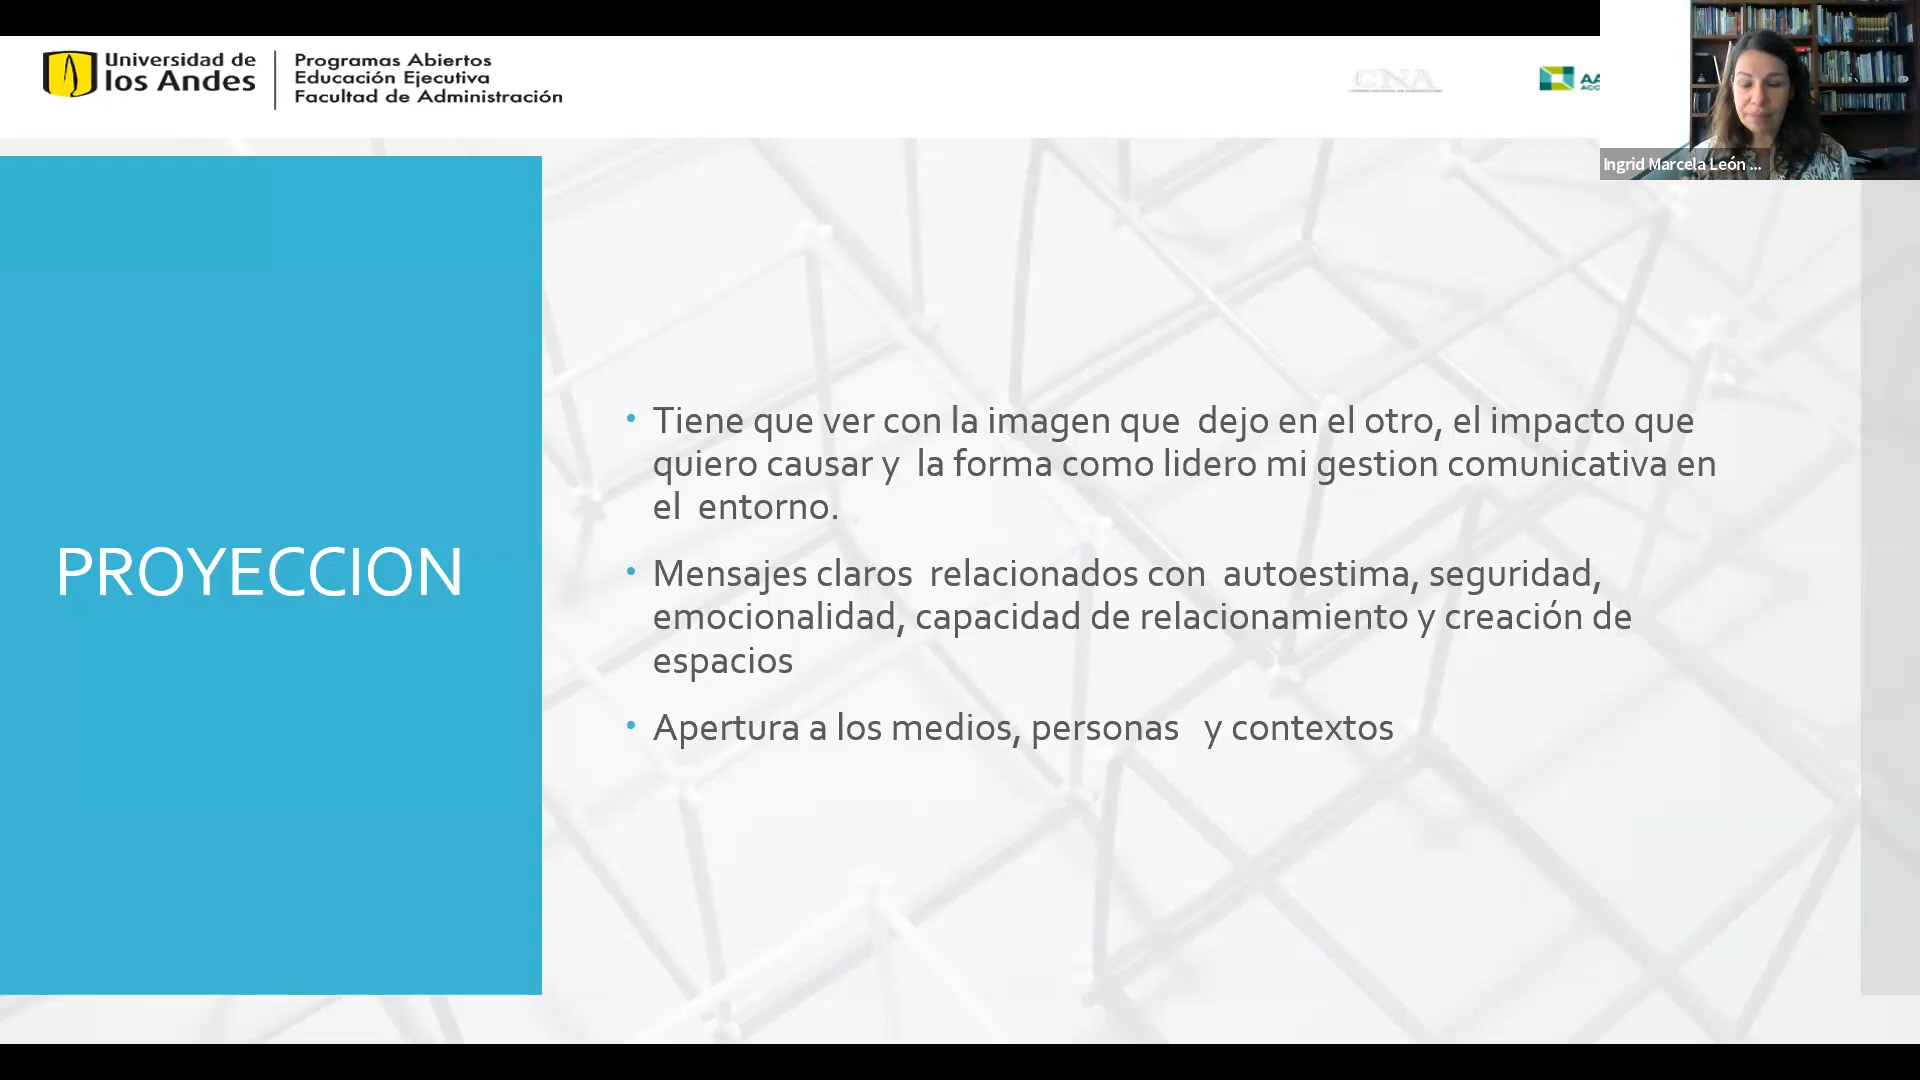 Universidad de
los Andes
Programas Abiertos
Educación Ejecutiva
Facultad de Administración
CNA
Ingrid Marcela León ...
PROYECCION
• Tiene que ver con la imagen que dejo en el otro, el impacto que
quiero causar y la forma como lidero mi gestion comunicativa en
el entorno.
• Mensajes claros relacionados con autoestima, seguridad,
emocionalidad, capacidad de relacionamiento y creación de
espacios
• Apertura a los medios, personas y contextos